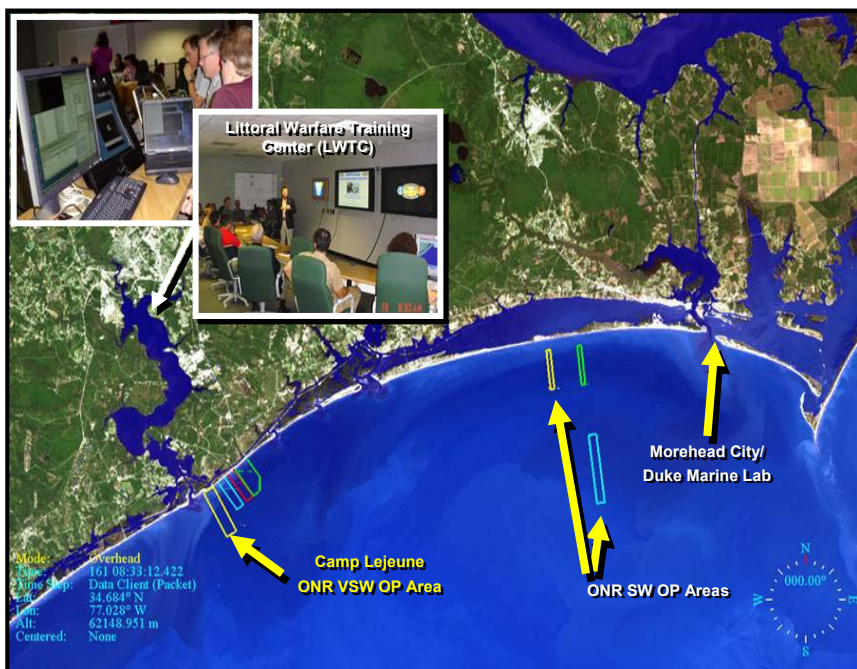 Littoral Warfare Training
Center (LWTC)
Morehead City/
Duke Marine Lab
Camp Lejeune
ONR VSW OP Area
ONR SW OP Areas
Mode: Overhead
Time: 161 08:33:12.422
Time Step: Data Client (Packet)
Lat: 34.684° N
Lon: 77.028° W
Alt: 62148.951 m
Centered: None
N
000.00°
W
E
S